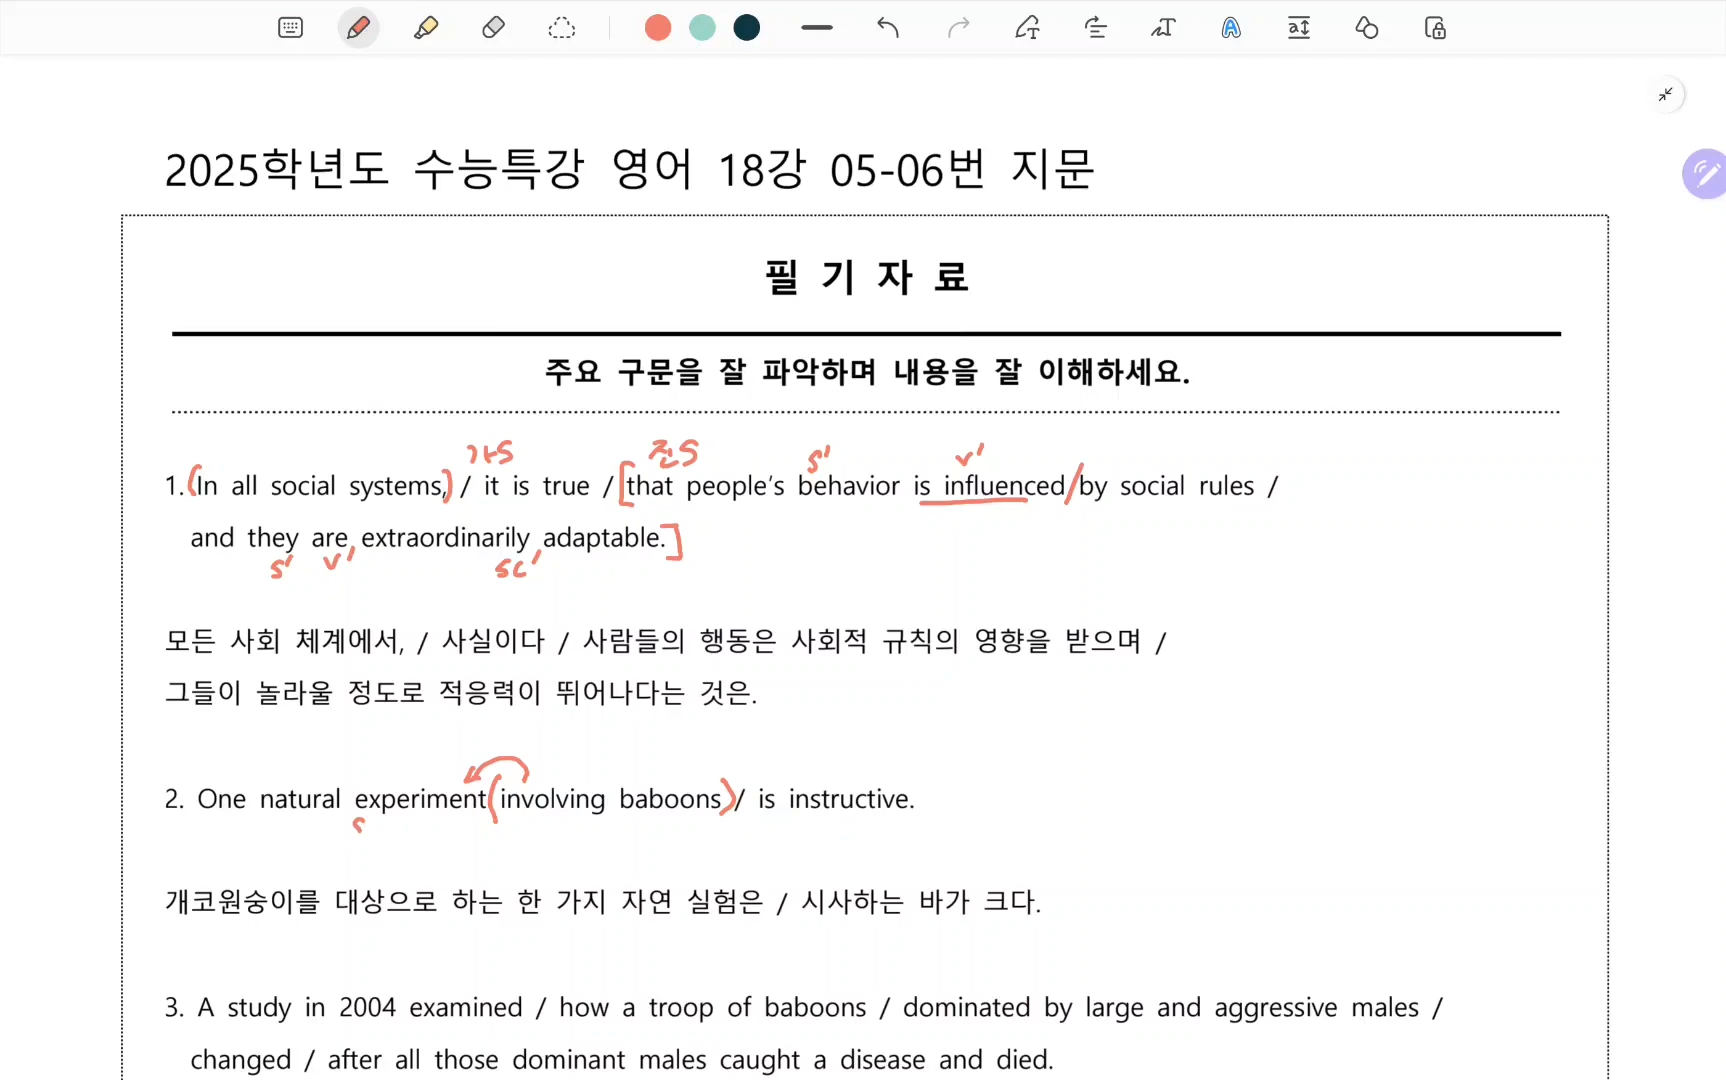 2025학년도 수능특강 영어 18강 05-06번 지문
필 기 자 료
주요 구문을 잘 파악하며 내용을 잘 이해하세요.
가S 진S s' v'
1. (In all social systems,) / it is true / [that people's behavior is influenced / by social rules /
and they are extraordinarily adaptable.]
s' v' sc'
모든 사회 체계에서, / 사실이다 / 사람들의 행동은 사회적 규칙의 영향을 받으며 /
그들이 놀라울 정도로 적응력이 뛰어나다는 것은.
2. One natural experiment (involving baboons) / is instructive.
s
개코원숭이를 대상으로 하는 한 가지 자연 실험은 / 시사하는 바가 크다.
3. A study in 2004 examined / how a troop of baboons / dominated by large and aggressive males /
changed / after all those dominant males caught a disease and died.